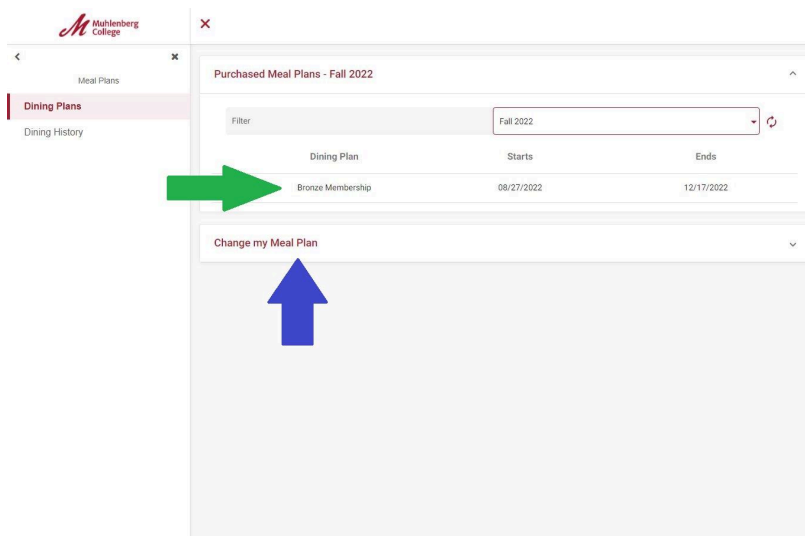 Muhlenberg
College
Meal Plans
Dining Plans
Dining History
Purchased Meal Plans - Fall 2022
Filter
Fall 2022
Dining Plan Starts Ends
Bronze Membership 08/27/2022 12/17/2022
Change my Meal Plan